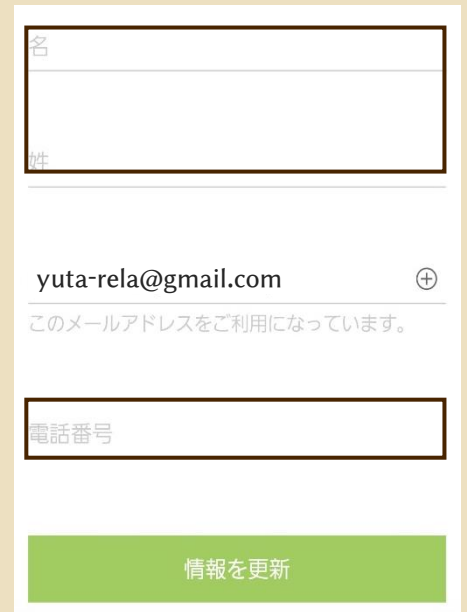 名
姓
yuta-rela@gmail.com
このメールアドレスをご利用になっています。
電話番号
情報を更新